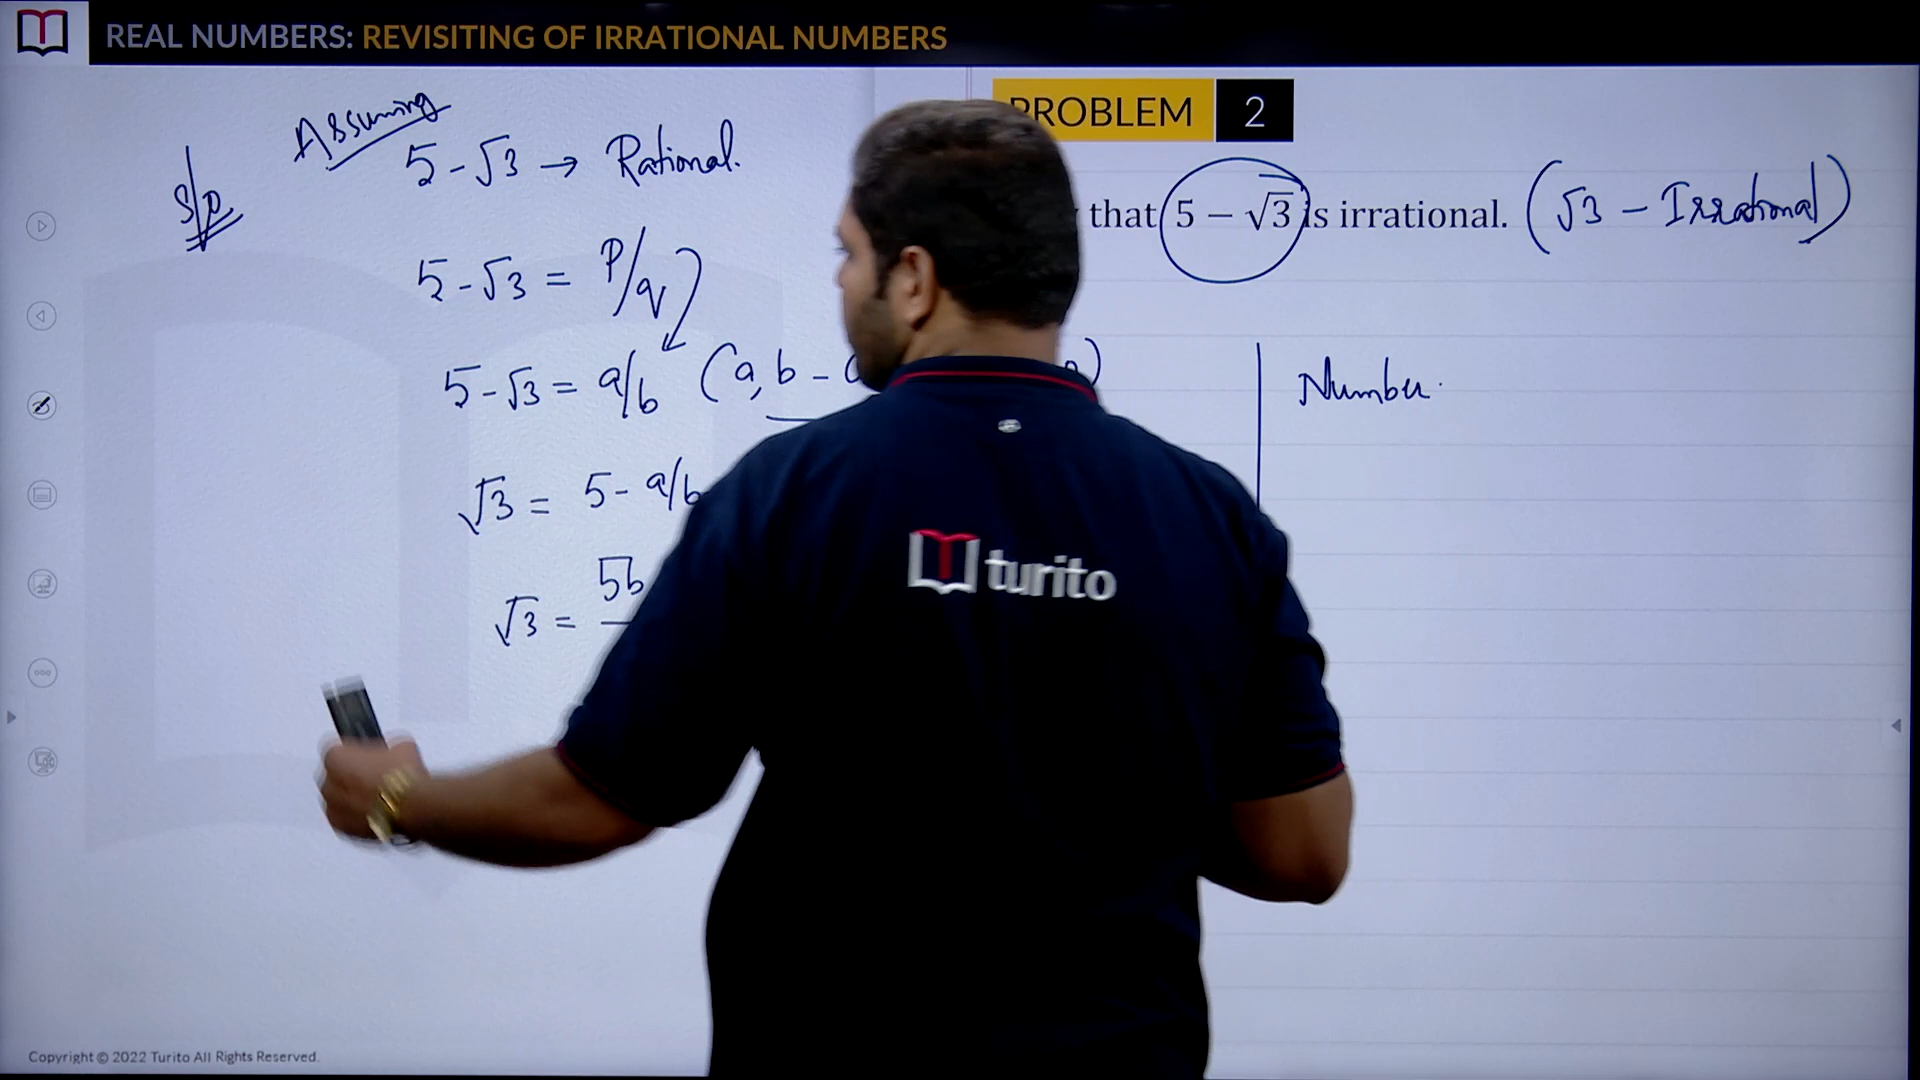 REAL NUMBERS: REVISITING OF IRRATIONAL NUMBERS
PROBLEM 2
that 5 − √3 is irrational. (√3 - Irrational)
Assuming
5 - √3 → Rational.
5 - √3 = P/q
5 - √3 = a/b (a, b -
√3 = 5 - a/b
√3 = 5b
Number.
turito
Copyright © 2022 Turito All Rights Reserved.